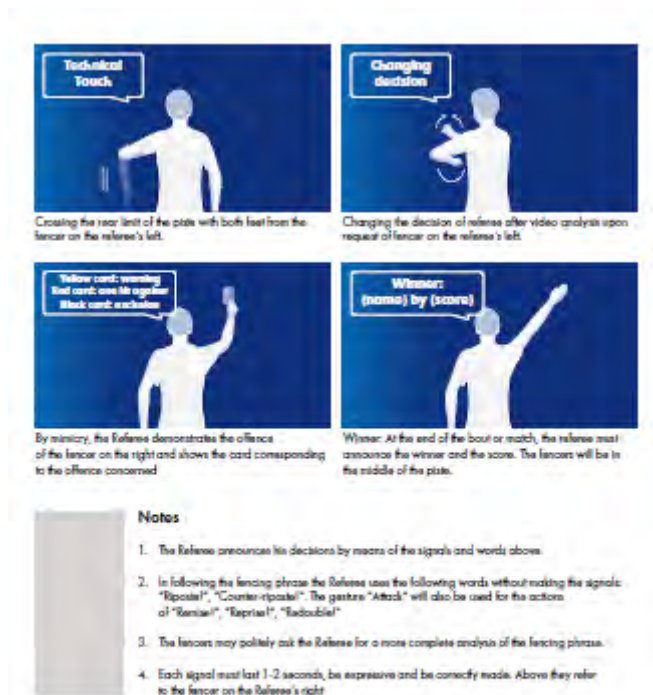 Technical
Touch
Changing
decision
Crossing the rear limit of the piste with both feet from the
fencer on the referee's left.
Changing the decision of referee after video analysis upon
request of fencer on the referee's left.
Yellow card: warning
Red card: one hit against
Black card: exclusion
Winner:
(name) by (score)
By mimicry, the Referee demonstrates the offence
of the fencer on the right and shows the card corresponding
to the offence concerned
Winner: At the end of the bout or match, the referee must
announce the winner and the score. The fencers will be in
the middle of the piste.
Notes
1. The Referee announces his decisions by means of the signals and words above.
2. In following the fencing phrase the Referee uses the following words without making the signals:
"Riposte!", "Counter-riposte!". The gesture "Attack" will also be used for the actions
of "Remise!", "Reprise!", "Redouble!"
3. The fencers may politely ask the Referee for a more complete analysis of the fencing phrase.
4. Each signal must last 1-2 seconds, be expressive and be correctly made. Above they refer
to the fencer on the Referee's right